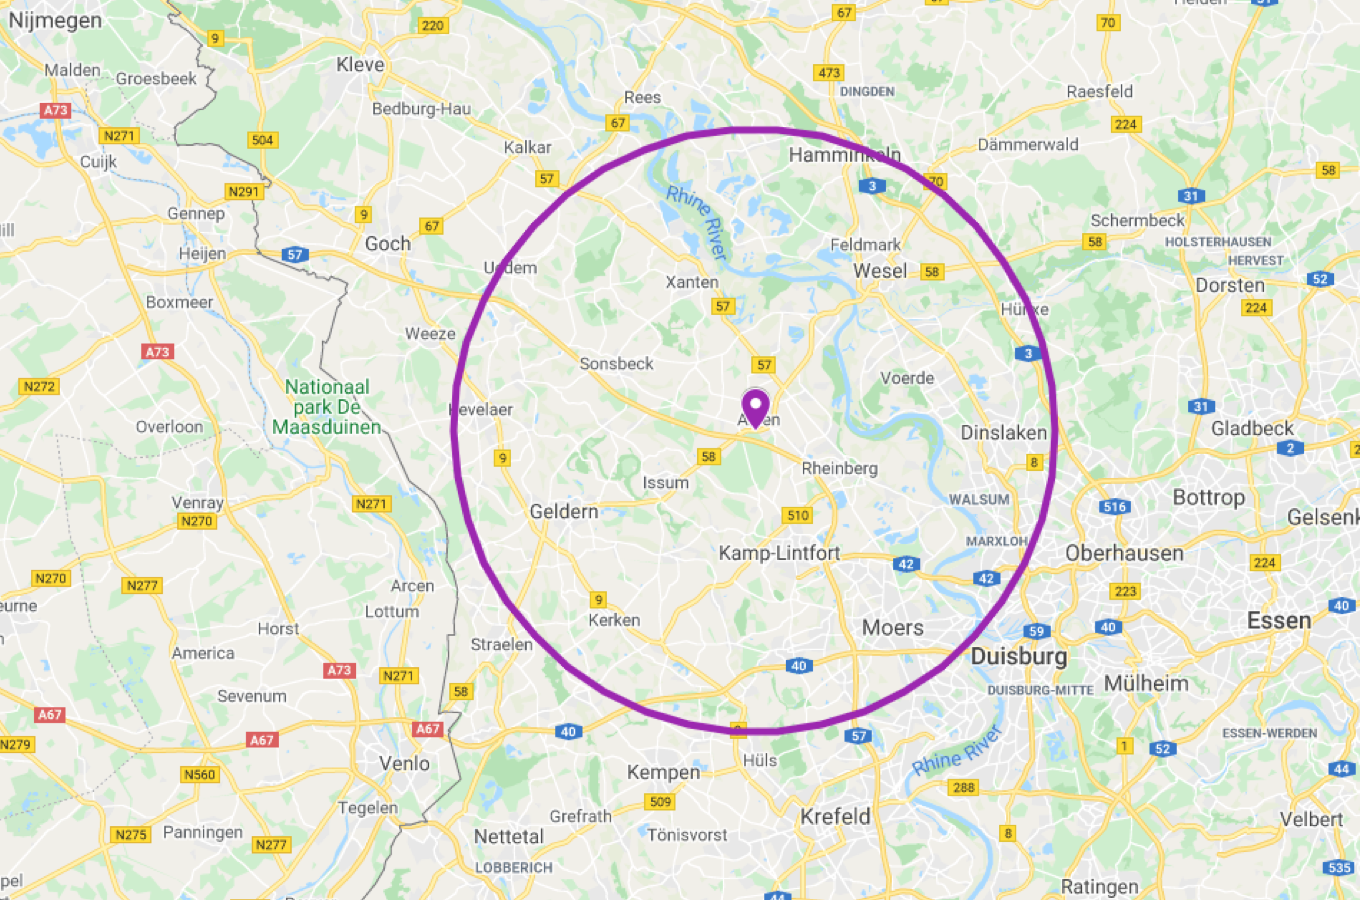 Nijmegen
9
220
67
70
Kleve
Malden
Groesbeek
473
DINGDEN
Raesfeld
A73
Bedburg-Hau
Rees
67
224
N271
504
Kalkar
Hamminkeln
Dämmerwald
Cuijk
57
3
70
58
N291
31
Gennep
9
67
Rhine River
Schermbeck
Heijen
57
Goch
Feldmark
58
HOLSTERHAUSEN
HERVEST
Uedem
Wesel
58
Dorsten
52
Boxmeer
Xanten
57
Hünxe
224
Weeze
A73
Sonsbeck
57
3
N272
Voerde
Nationaal
park De
Maasduinen
Kevelaer
31
Overloon
Dinslaken
Gladbeck
2
9
58
Rheinberg
8
Issum
Venray
N271
Geldern
510
WALSUM
516
Bottrop
N270
Kamp-Lintfort
MARXLOH
Oberhausen
N270
N277
Arcen
42
42
224
Lottum
9
223
40
Horst
Kerken
Moers
59
40
Essen
America
Straelen
Duisburg
A73
N271
40
Mülheim
Sevenum
58
DUISBURG-MITTE
A67
A67
A67
40
57
N279
Hüls
Rhine River
1
52
ESSEN-WERDEN
Venlo
Kempen
44
N560
509
288
Tegelen
Grefrath
Krefeld
Velbert
N275
Panningen
Nettetal
Tönisvorst
8
N277
LOBBERICH
535
44
Ratingen